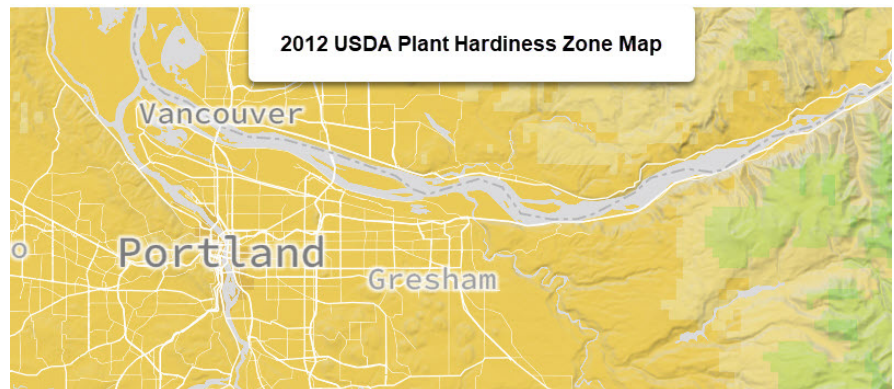 2012 USDA Plant Hardiness Zone Map
Vancouver
Portland
Gresham
o